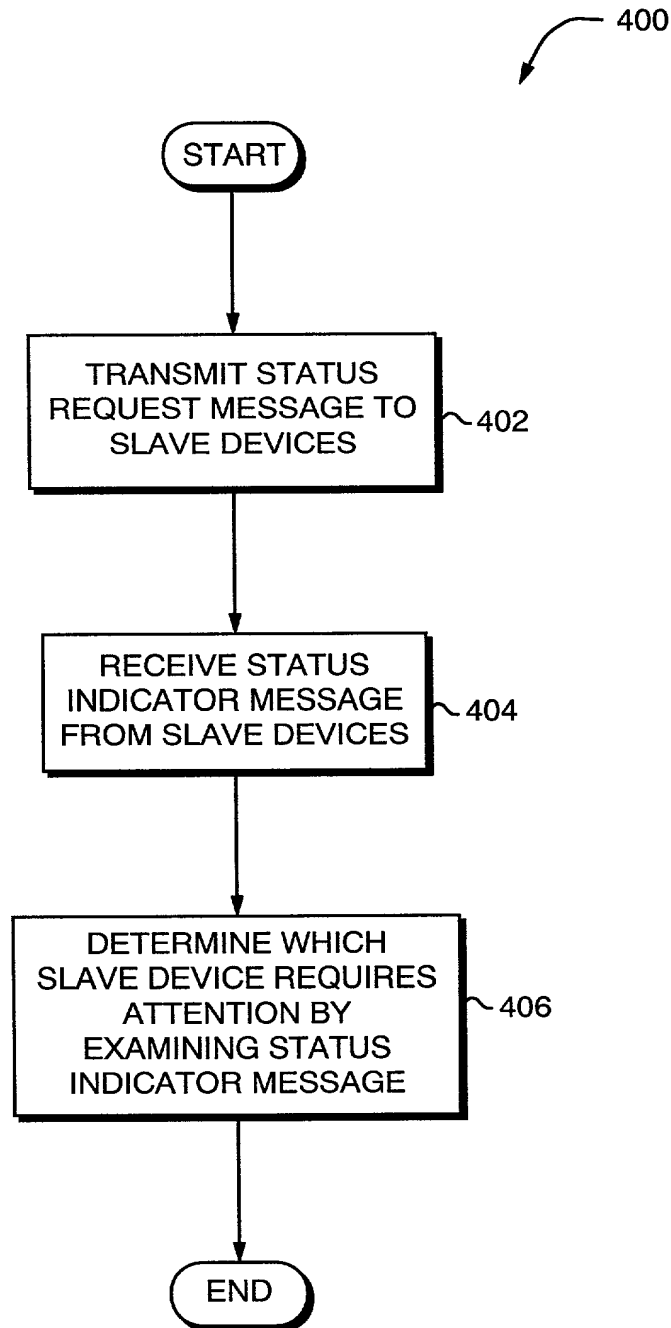 400
START
TRANSMIT STATUS
REQUEST MESSAGE TO
SLAVE DEVICES
402
RECEIVE STATUS
INDICATOR MESSAGE
FROM SLAVE DEVICES
404
DETERMINE WHICH
SLAVE DEVICE REQUIRES
ATTENTION BY
EXAMINING STATUS
INDICATOR MESSAGE
406
END